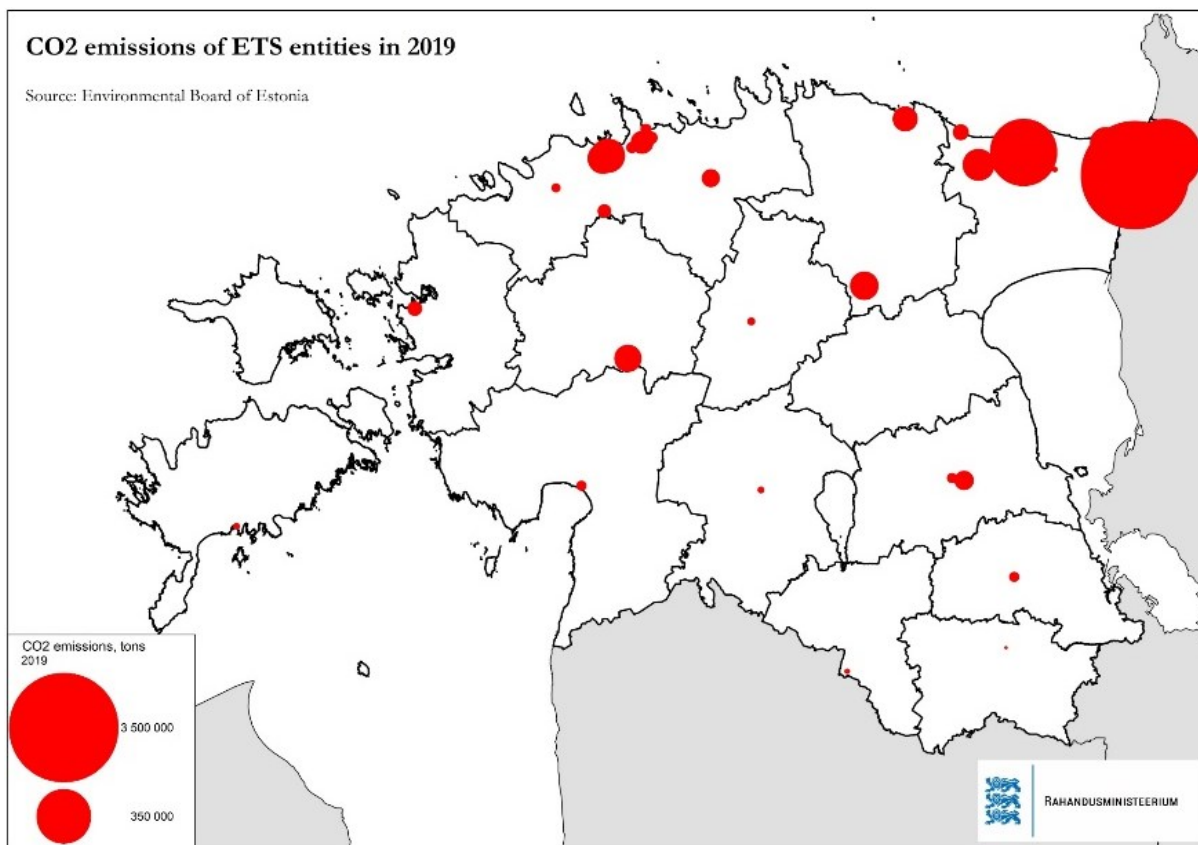 CO2 emissions of ETS entities in 2019
Source: Environmental Board of Estonia
CO2 emissions, tons
2019
3 500 000
350 000
RAHANDUSMINISTEERIUM